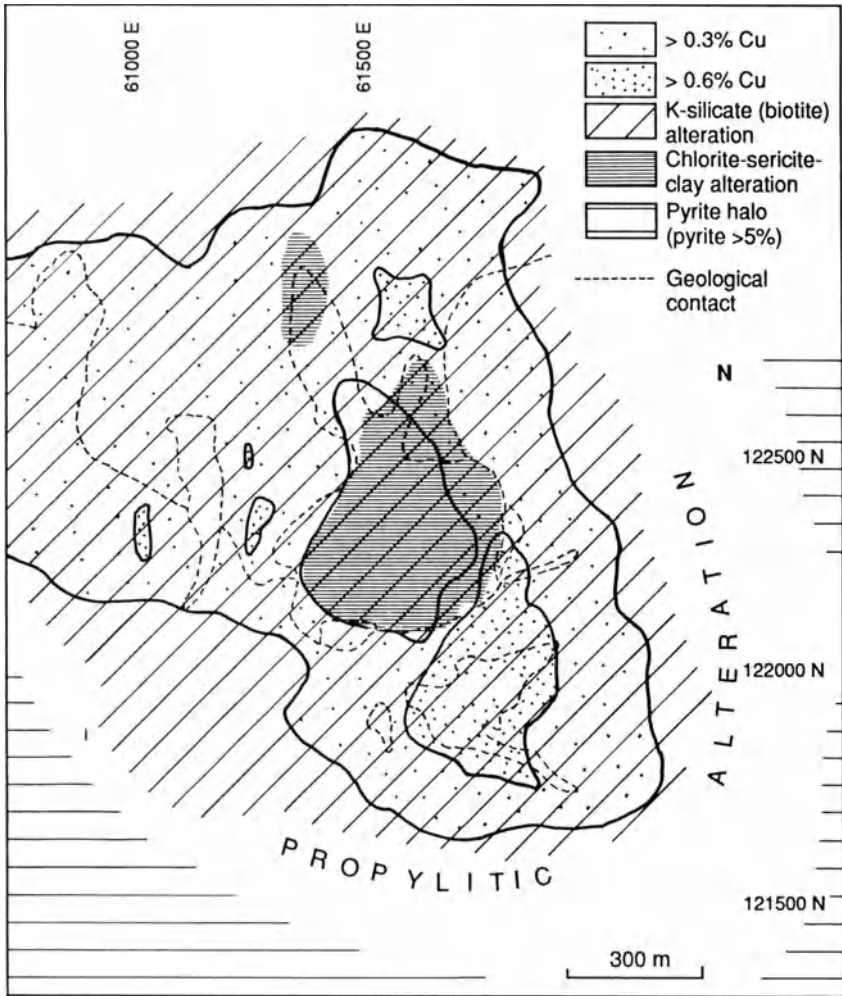 61000 E
61500 E
> 0.3% Cu
> 0.6% Cu
K-silicate (biotite)
alteration
Chlorite-sericite-
clay alteration
Pyrite halo
(pyrite >5%)
Geological
contact
N
122500 N
ALTERATION
122000 N
PROPYLITIC
121500 N
300 m